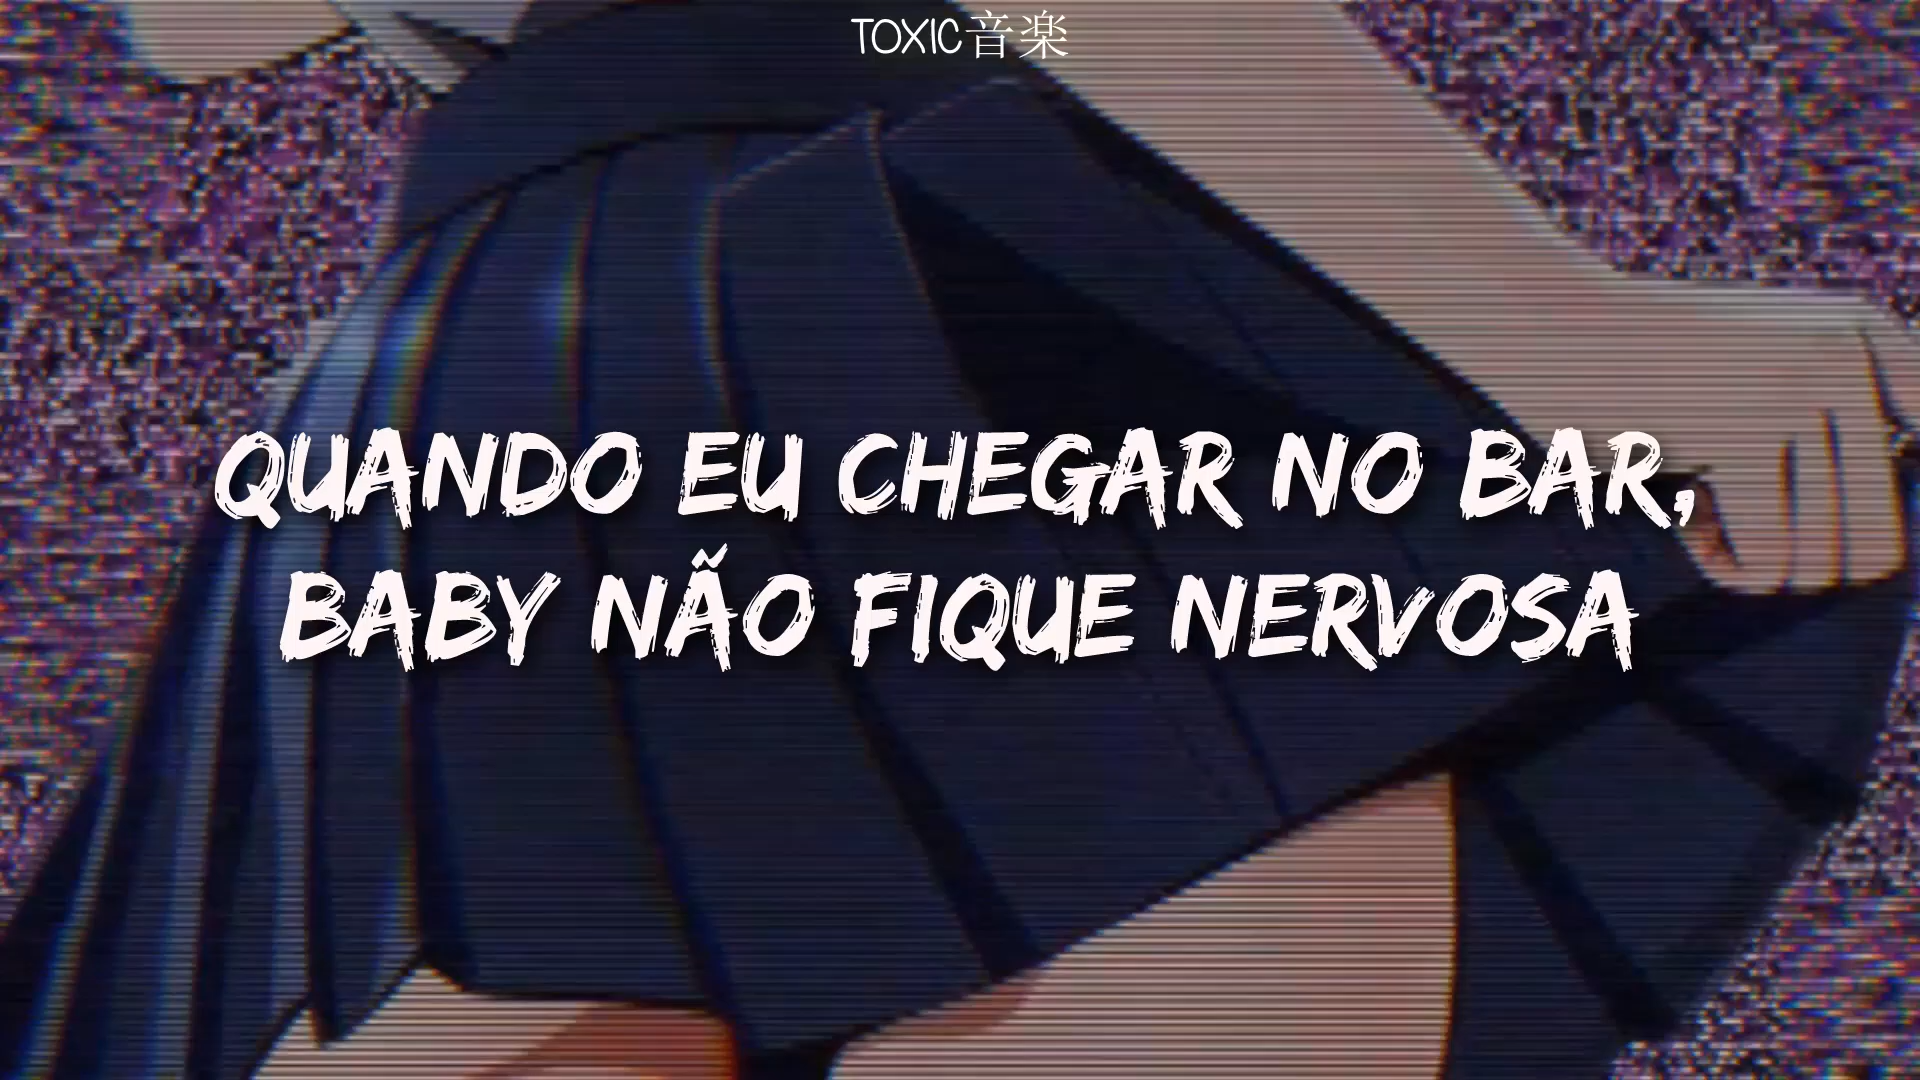 TOXIC音楽
QUANDO EU CHEGAR NO BAR,
BABY NÃO FIQUE NERVOSA